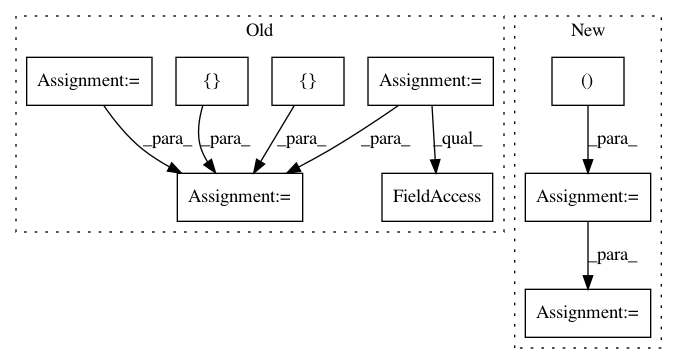 Old
New
Assignment:=
{}
{}
Assignment:=
()
_para_
_para_
_para_
_para_
_qual_
_para_
Assignment:=
FieldAccess
Assignment:=
_para_
Assignment:=